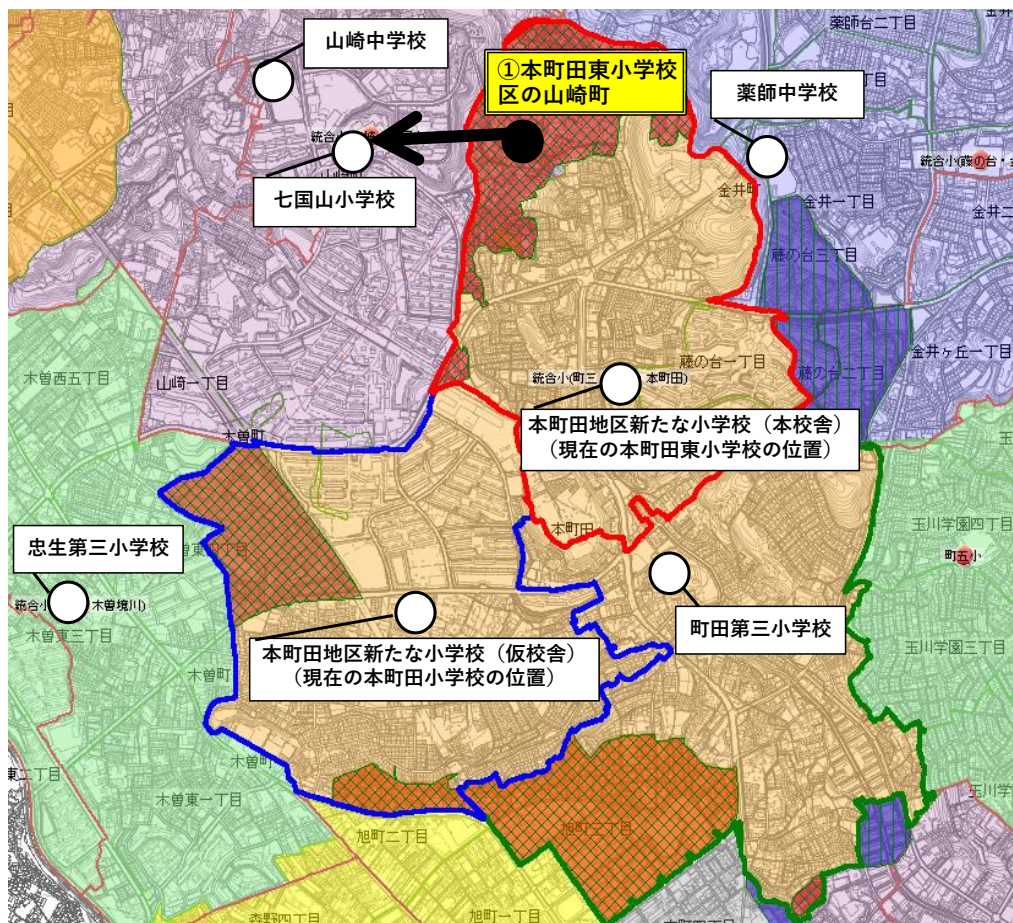 薬師台二丁目
山崎中学校
①本町田東小学校
区の山崎町
薬師中学校
七国山小学校
金井町
金井一丁目
藤の台三丁目
木曽西五丁目
山崎一丁目
藤の台一丁目
藤の台二丁目
金井ヶ丘一丁目
統合小(町三
本町田)
木曽町
本町田地区新たな小学校（本校舎）
（現在の本町田東小学校の位置）
本町田
玉川学園四丁目
町五小
忠生第三小学校
木曽境川)
木曽東三丁目
町田第三小学校
玉川学園三丁目
本町田地区新たな小学校（仮校舎）
（現在の本町田小学校の位置）
木曽町
木曽町
木曽東一丁目
旭町二丁目
旭町三丁目
旭町一丁目
森野四丁目